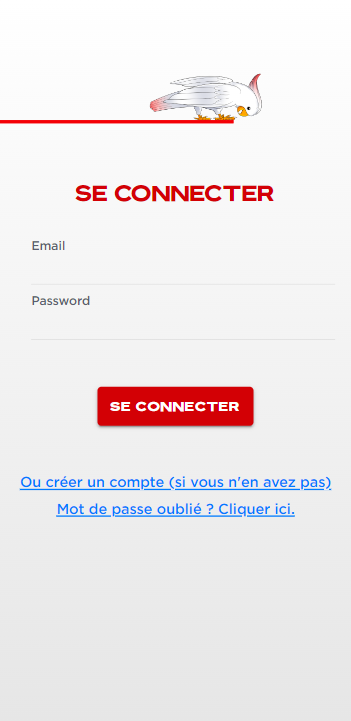 SE CONNECTER
Email
Password
SE CONNECTER
Ou créer un compte (si vous n'en avez pas)
Mot de passe oublié ? Cliquer ici.